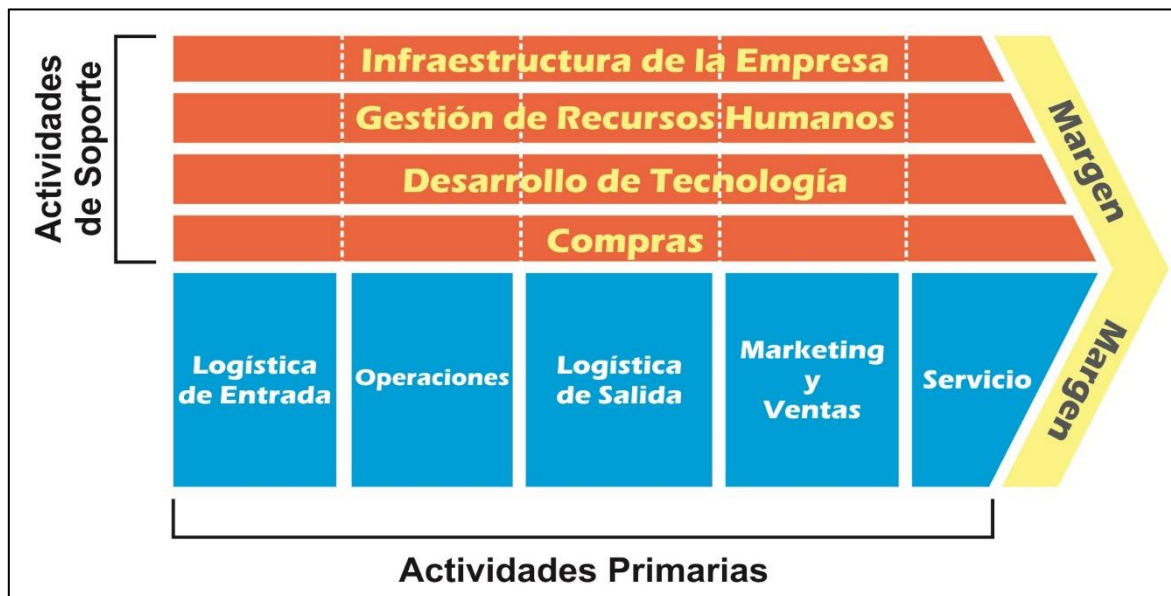 Actividades
de Soporte
Infraestructura de la Empresa
Gestión de Recursos Humanos
Desarrollo de Tecnología
Compras
Margen
Logística
de Entrada
Operaciones
Logística
de Salida
Marketing
y
Ventas
Servicio
Margen
Actividades Primarias